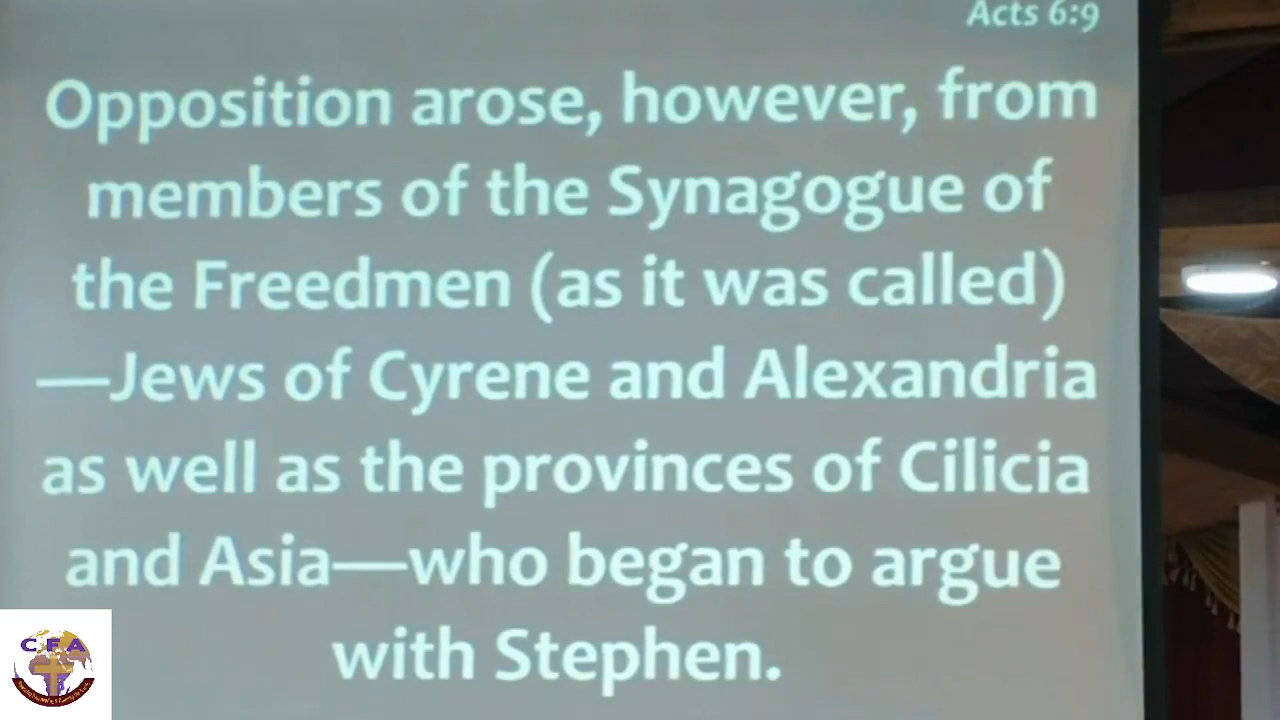 Acts 6:9
Opposition arose, however, from
members of the Synagogue of
the Freedmen (as it was called)
—Jews of Cyrene and Alexandria
as well as the provinces of Cilicia
and Asia—who began to argue
with Stephen.
CFA